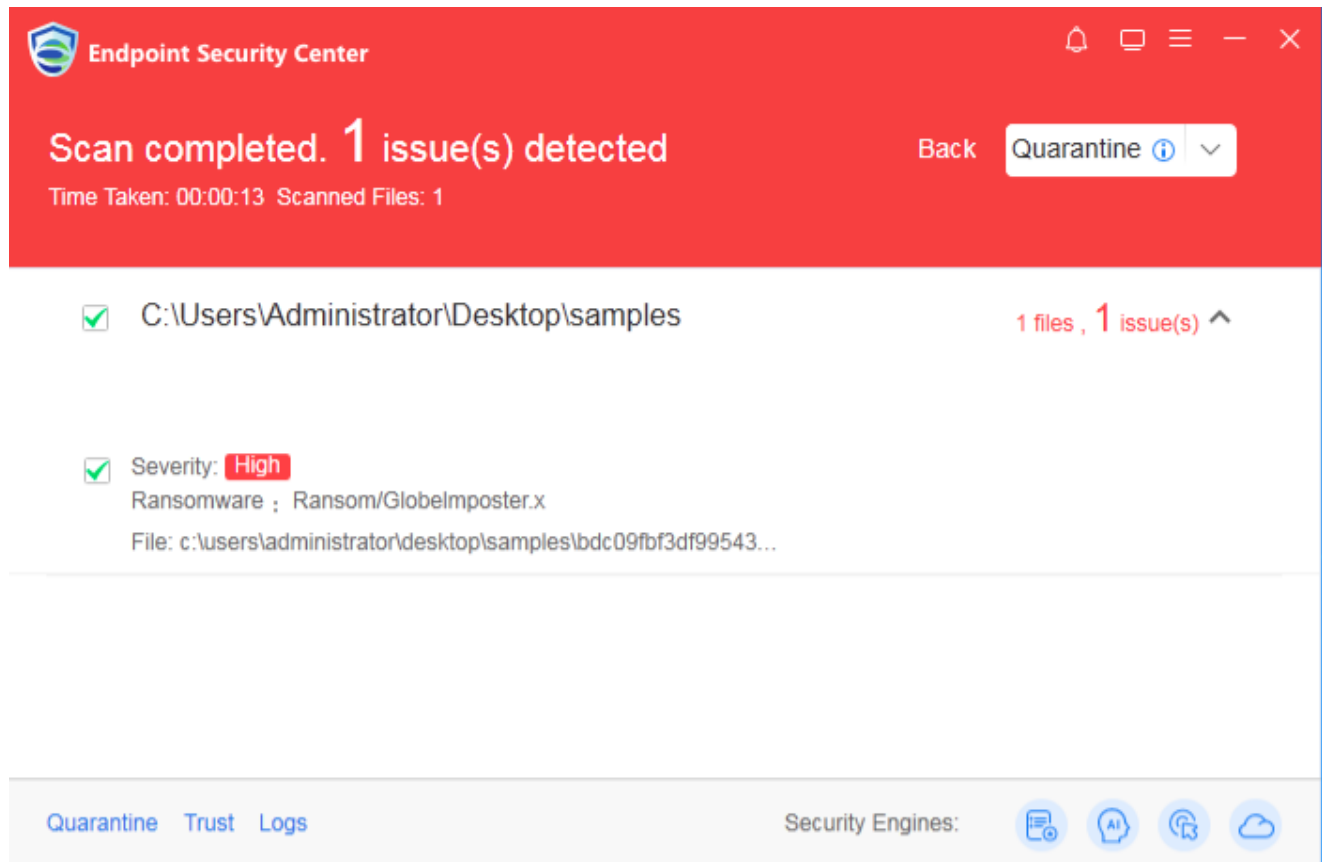 Endpoint Security Center
Scan completed. 1 issue(s) detected
Back
Quarantine
Time Taken: 00:00:13 Scanned Files: 1
C:\Users\Administrator\Desktop\samples
1 files , 1 issue(s)
Severity: High
Ransomware : Ransom/GlobeImposter.x
File: c:\users\administrator\desktop\samples\bdc09fbf3df99543...
Quarantine Trust Logs
Security Engines:
AI